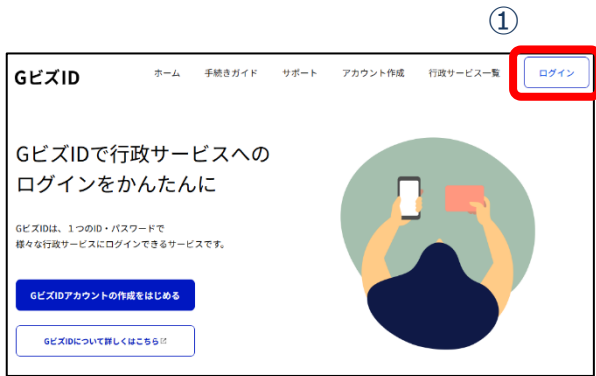 ①
GビズID
ホーム 手続きガイド サポート アカウント作成 行政サービス一覧 ログイン
GビズIDで行政サービスへの
ログインをかんたんに
GビズIDは、1つのID・パスワードで
様々な行政サービスにログインできるサービスです。
GビズIDアカウントの作成をはじめる
GビズIDについて詳しくはこちら